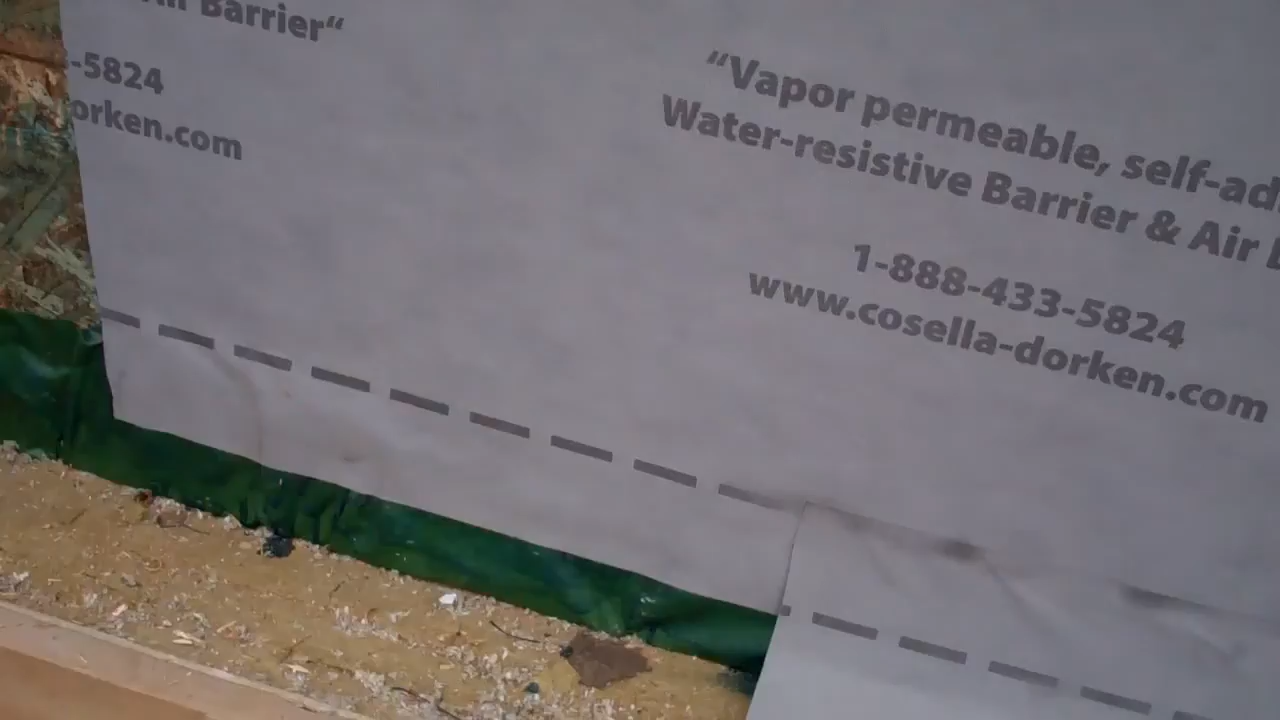 Air Barrier“
-5824
orken.com
“Vapor permeable, self-ad
Water-resistive Barrier & Air
1-888-433-5824
www.cosella-dorken.com